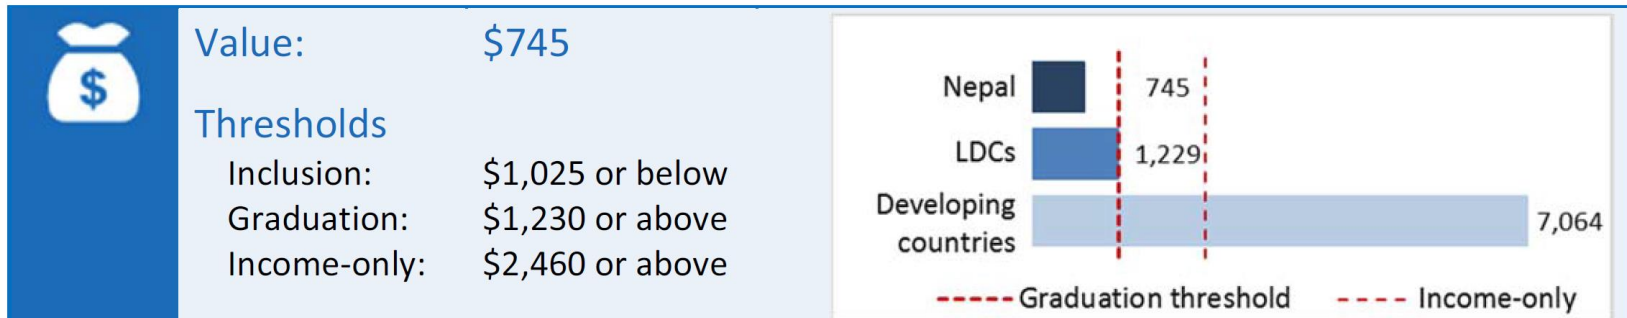 $
Value: $745
Thresholds
Inclusion: $1,025 or below
Graduation: $1,230 or above
Income-only: $2,460 or above
Nepal 745
LDCs 1,229
Developing
countries 7,064
Graduation threshold Income-only